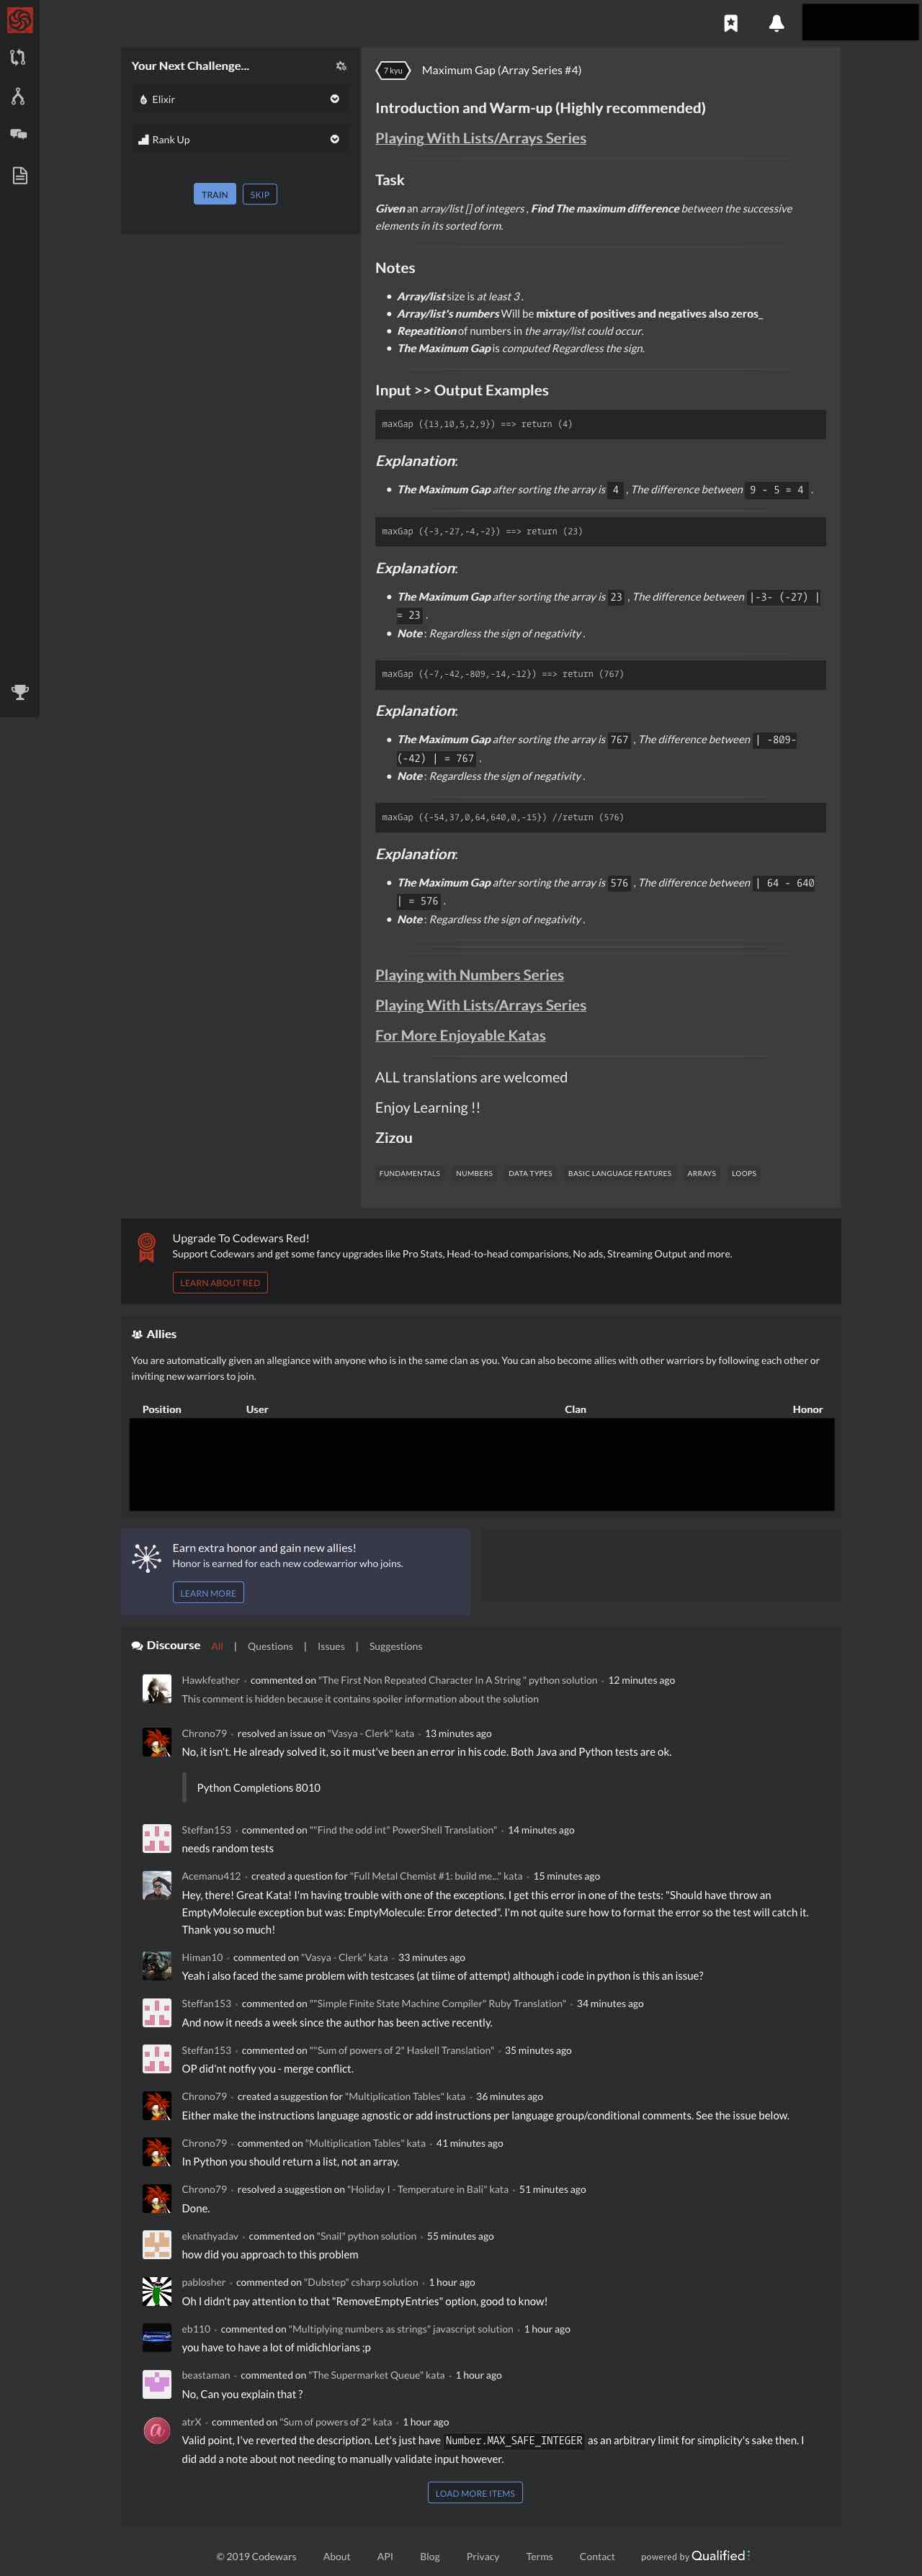 Your Next Challenge...
Elixir
Rank Up
TRAIN
SKIP
7 kyu
Maximum Gap (Array Series #4)
Introduction and Warm-up (Highly recommended)
Playing With Lists/Arrays Series
Task
Given an array/list [] of integers , Find The maximum difference between the successive
elements in its sorted form.
Notes
• Array/list size is at least 3 .
• Array/list's numbers Will be mixture of positives and negatives also zeros_
• Repeatition of numbers in the array/list could occur.
• The Maximum Gap is computed Regardless the sign.
Input >> Output Examples
maxGap ({13,10,5,2,9}) ==> return (4)
Explanation:
• The Maximum Gap after sorting the array is 4 , The difference between 9 - 5 = 4 .
maxGap ({-3,-27,-4,-2}) ==> return (23)
Explanation:
• The Maximum Gap after sorting the array is 23 , The difference between |-3- (-27) |
= 23 .
• Note : Regardless the sign of negativity .
maxGap ({-7,-42,-809,-14,-12}) ==> return (767)
Explanation:
• The Maximum Gap after sorting the array is 767 , The difference between | -809-
(-42) | = 767 .
• Note : Regardless the sign of negativity .
maxGap ({-54,37,0,64,640,0,-15}) //return (576)
Explanation:
• The Maximum Gap after sorting the array is 576 , The difference between | 64 - 640
| = 576 .
• Note : Regardless the sign of negativity .
Playing with Numbers Series
Playing With Lists/Arrays Series
For More Enjoyable Katas
ALL translations are welcomed
Enjoy Learning !!
Zizou
FUNDAMENTALS NUMBERS DATA TYPES BASIC LANGUAGE FEATURES ARRAYS LOOPS
Upgrade To Codewars Red!
Support Codewars and get some fancy upgrades like Pro Stats, Head-to-head comparisions, No ads, Streaming Output and more.
LEARN ABOUT RED
Allies
You are automatically given an allegiance with anyone who is in the same clan as you. You can also become allies with other warriors by following each other or
inviting new warriors to join.
Position User Clan Honor
Earn extra honor and gain new allies!
Honor is earned for each new codewarrior who joins.
LEARN MORE
Discourse All | Questions | Issues | Suggestions
Hawkfeather - commented on "The First Non Repeated Character In A String " python solution - 12 minutes ago
This comment is hidden because it contains spoiler information about the solution
Chrono79 - resolved an issue on "Vasya - Clerk" kata - 13 minutes ago
No, it isn't. He already solved it, so it must've been an error in his code. Both Java and Python tests are ok.
Python Completions 8010
Steffan153 - commented on ""Find the odd int" PowerShell Translation" - 14 minutes ago
needs random tests
Acemanu412 - created a question for "Full Metal Chemist #1: build me..." kata - 15 minutes ago
Hey, there! Great Kata! I'm having trouble with one of the exceptions. I get this error in one of the tests: "Should have throw an
EmptyMolecule exception but was: EmptyMolecule: Error detected". I'm not quite sure how to format the error so the test will catch it.
Thank you so much!
Himan10 - commented on "Vasya - Clerk" kata - 33 minutes ago
Yeah i also faced the same problem with testcases (at tiime of attempt) although i code in python is this an issue?
Steffan153 - commented on ""Simple Finite State Machine Compiler" Ruby Translation" - 34 minutes ago
And now it needs a week since the author has been active recently.
Steffan153 - commented on ""Sum of powers of 2" Haskell Translation" - 35 minutes ago
OP did'nt notfiy you - merge conflict.
Chrono79 - created a suggestion for "Multiplication Tables" kata - 36 minutes ago
Either make the instructions language agnostic or add instructions per language group/conditional comments. See the issue below.
Chrono79 - commented on "Multiplication Tables" kata - 41 minutes ago
In Python you should return a list, not an array.
Chrono79 - resolved a suggestion on "Holiday I - Temperature in Bali" kata - 51 minutes ago
Done.
eknathyadav - commented on "Snail" python solution - 55 minutes ago
how did you approach to this problem
pablosher - commented on "Dubstep" csharp solution - 1 hour ago
Oh I didn't pay attention to that "RemoveEmptyEntries" option, good to know!
eb110 - commented on "Multiplying numbers as strings" javascript solution - 1 hour ago
you have to have a lot of midichlorians ;p
beastaman - commented on "The Supermarket Queue" kata - 1 hour ago
No, Can you explain that ?
atrX - commented on "Sum of powers of 2" kata - 1 hour ago
Valid point, I've reverted the description. Let's just have Number.MAX_SAFE_INTEGER as an arbitrary limit for simplicity's sake then. I
did add a note about not needing to manually validate input however.
LOAD MORE ITEMS
© 2019 Codewars About API Blog Privacy Terms Contact powered by Qualified